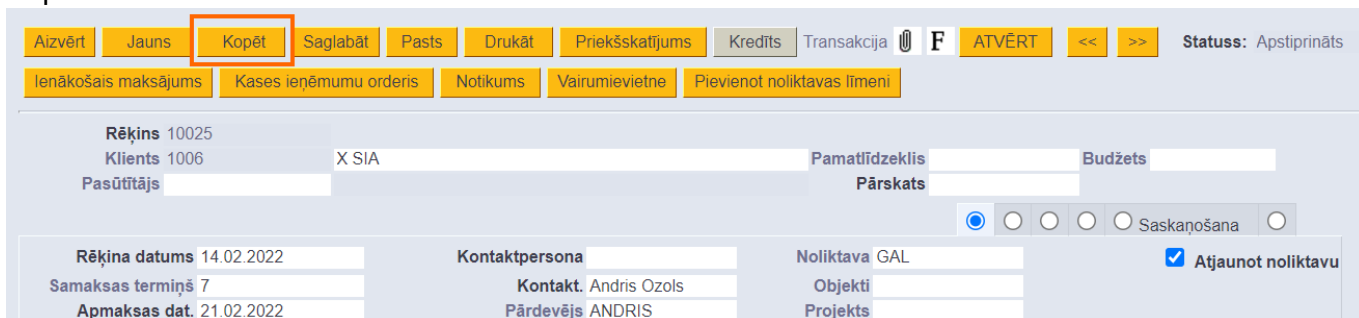 Aizvērt Jauns Kopēt Saglabāt Pasts Drukāt Priekšskatījums Kredīts Transakcija F ATVĒRT << >> Statuss: Apstiprināts
Ienākošais maksājums Kases ieņēmumu orderis Notikums Vairumievietne Pievienot noliktavas līmeni
Rēķins 10025
Klients 1006 X SIA Pamatlīdzeklis Budžets
Pasūtītājs Pārskats
Saskaņošana
Rēķina datums 14.02.2022 Kontaktpersona Noliktava GAL Atjaunot noliktavu
Samaksas termiņš 7 Kontakt. Andris Ozols Objekti
Apmaksas dat. 21.02.2022 Pārdevējs ANDRIS Projekts